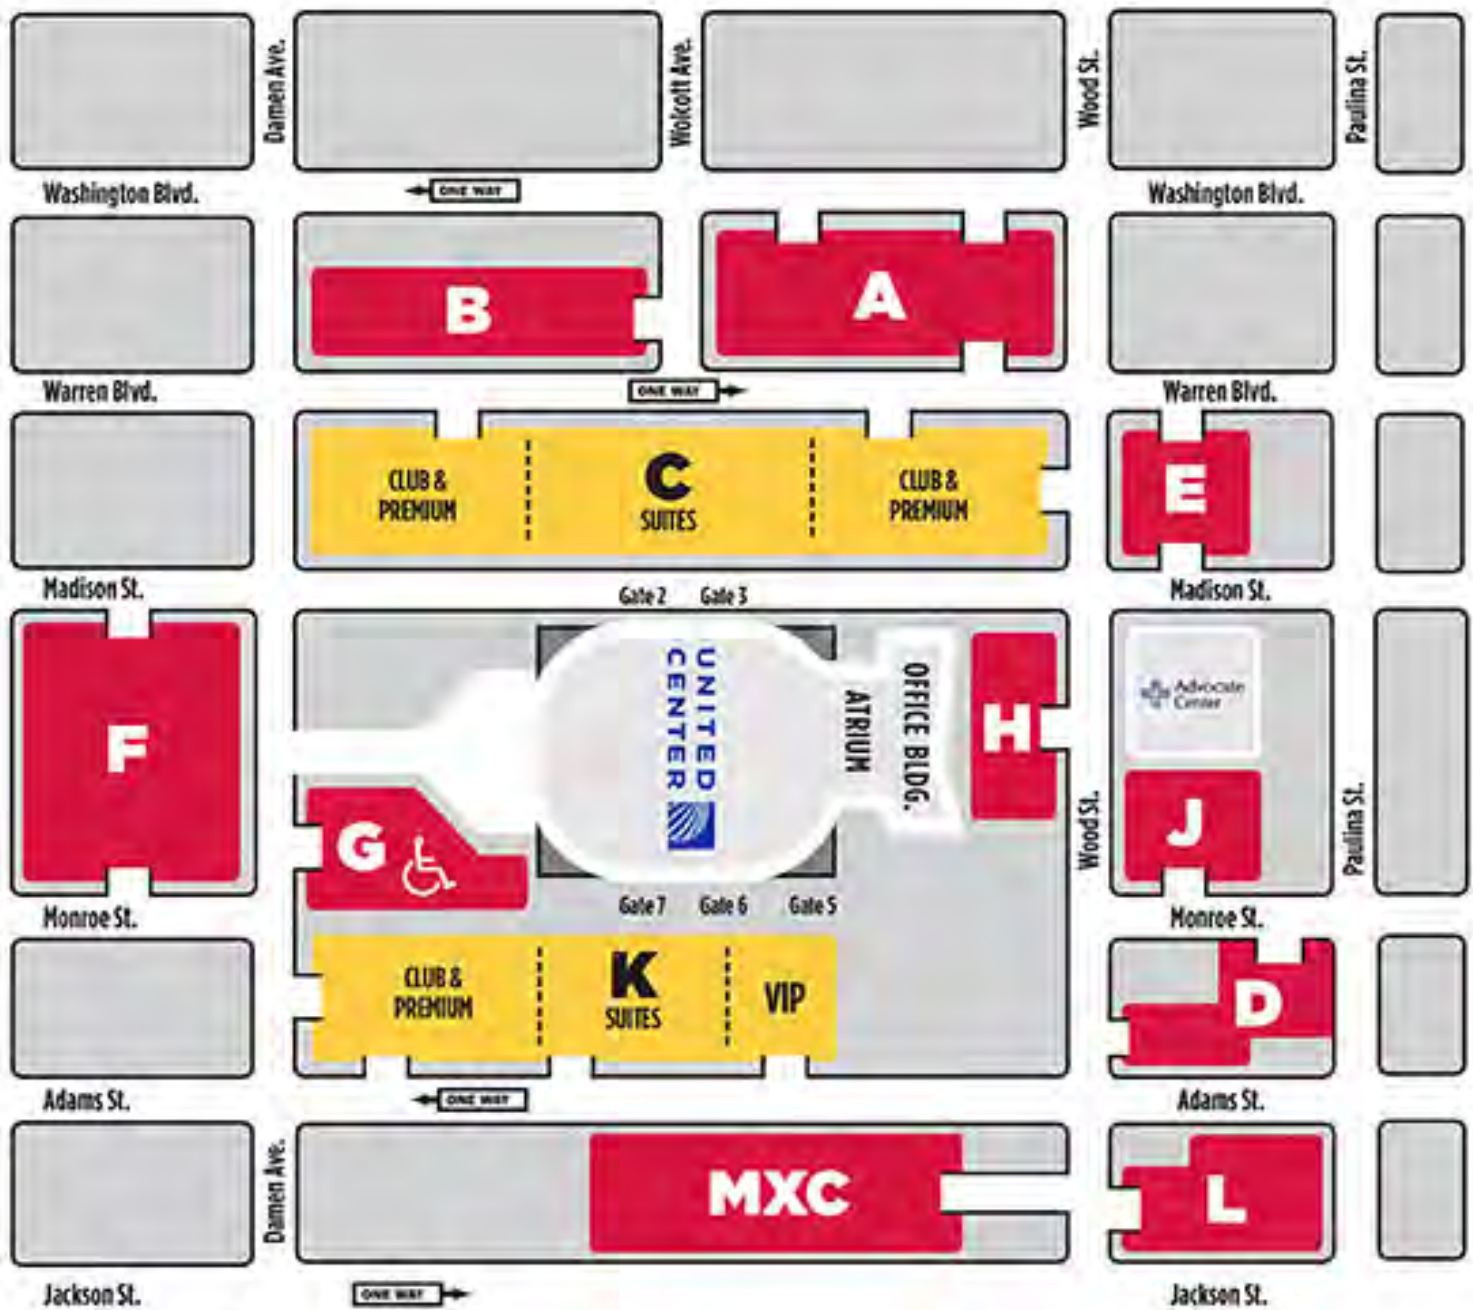 Damen Ave.
Wolcott Ave.
Wood St.
Paulina St.
Washington Blvd.
ONE WAY
Washington Blvd.
B
A
Warren Blvd.
ONE WAY
Warren Blvd.
CLUB &
PREMIUM
C
SUITES
CLUB &
PREMIUM
E
Madison St.
Gate 2
Gate 3
Madison St.
F
UNITED
CENTER
ATRIUM
OFFICE BLDG.
H
Advocate
Center
G
J
Wood St.
Paulina St.
Monroe St.
Gate 7
Gate 6
Gate 5
Monroe St.
CLUB &
PREMIUM
K
SUITES
VIP
D
Adams St.
ONE WAY
Adams St.
Damen Ave.
MXC
L
Jackson St.
ONE WAY
Jackson St.